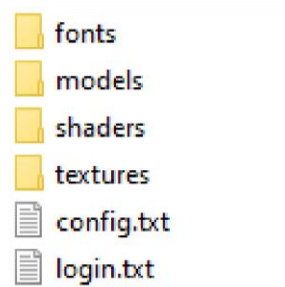 fonts
models
shaders
textures
config.txt
login.txt